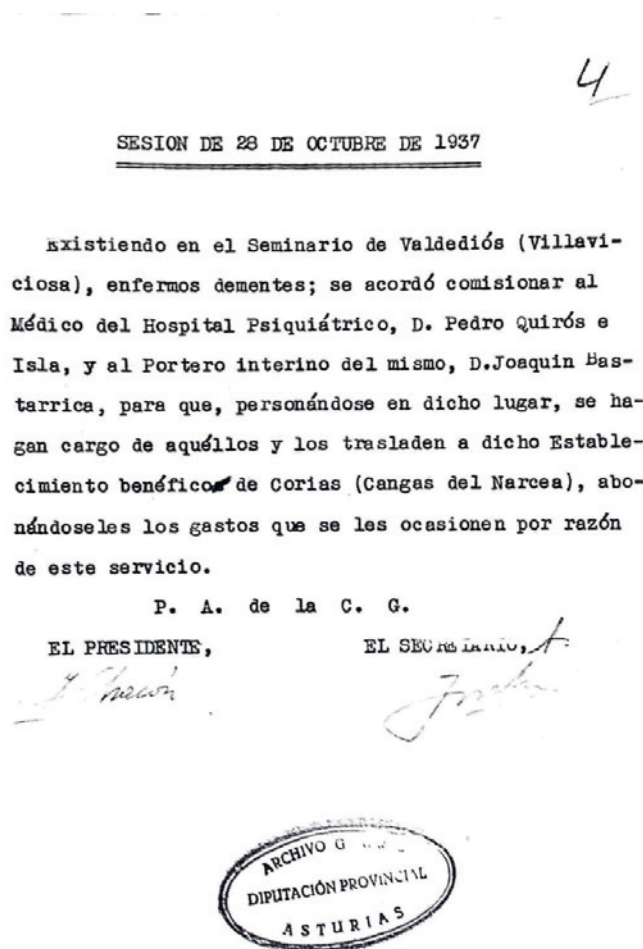 4
SESION DE 28 DE OCTUBRE DE 1937
Existiendo en el Seminario de Valdediós (Villavi-
ciosa), enfermos dementes; se acordó comisionar al
Médico del Hospital Psiquiátrico, D. Pedro Quirós e
Isla, y al Portero interino del mismo, D.Joaquin Bas-
tarrica, para que, personándose en dicho lugar, se ha-
gan cargo de aquéllos y los trasladen a dicho Estable-
cimiento benéfico de Corias (Cangas del Narcea), abo-
nándoseles los gastos que se les ocasionen por razón
de este servicio.
P. A. de la C. G.
EL PRESIDENTE,
EL SECRETARIO,
Chacón
ARCHIVO G
DIPUTACIÓN PROVINCIAL
ASTURIAS